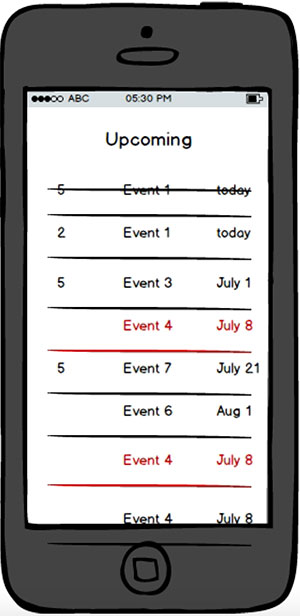 ABC 05:30 PM
Upcoming
5 Event 1 today
2 Event 1 today
5 Event 3 July 1
Event 4 July 8
5 Event 7 July 21
Event 6 Aug 1
Event 4 July 8
Event 4 July 8